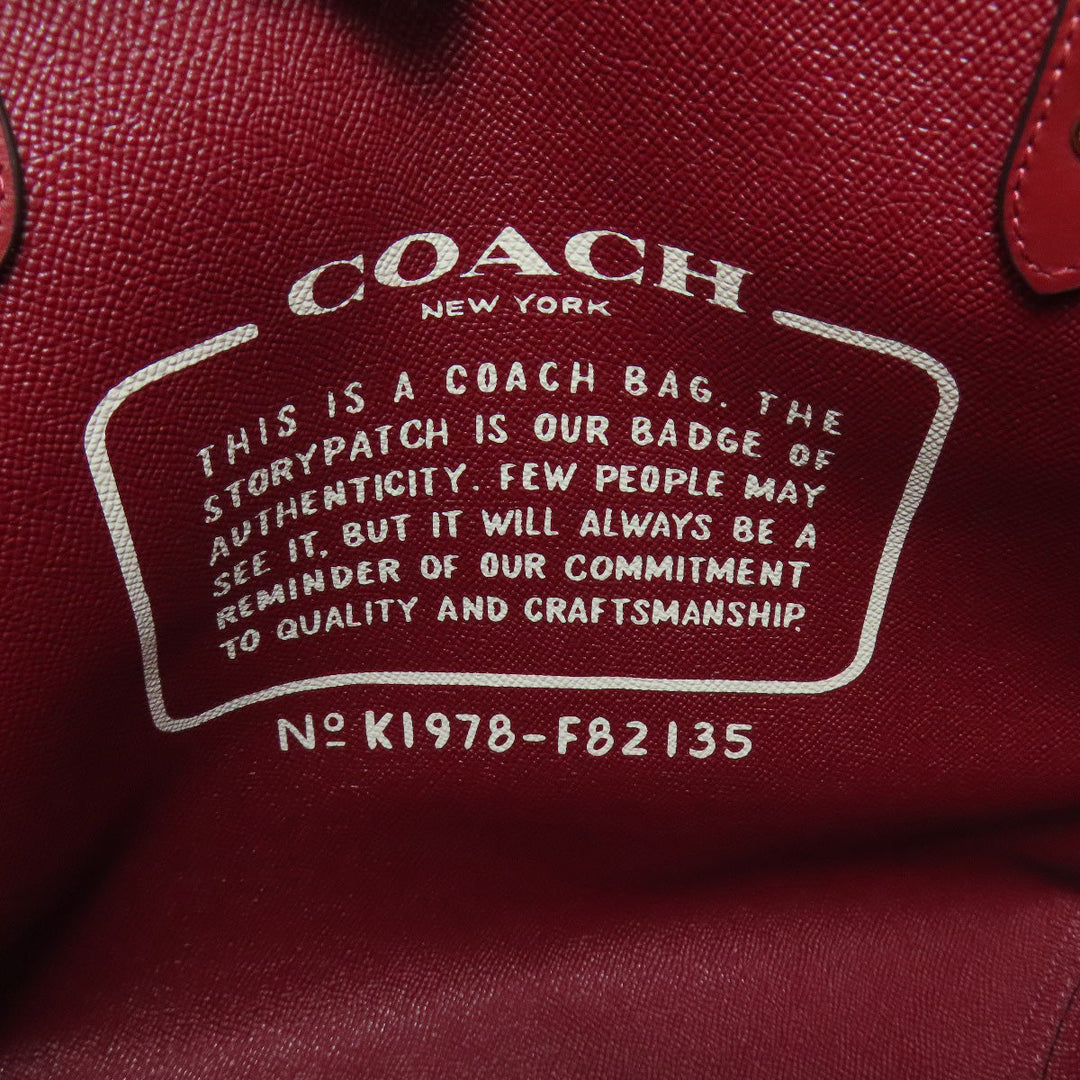 COACH
NEW YORK
THIS IS A COACH BAG. THE
STORYPATCH IS OUR BADGE OF
AUTHENTICITY. FEW PEOPLE MAY
SEE IT, BUT IT WILL ALWAYS BE A
REMINDER OF OUR COMMITMENT
TO QUALITY AND CRAFTSMANSHIP.
Nº K1978-F82135